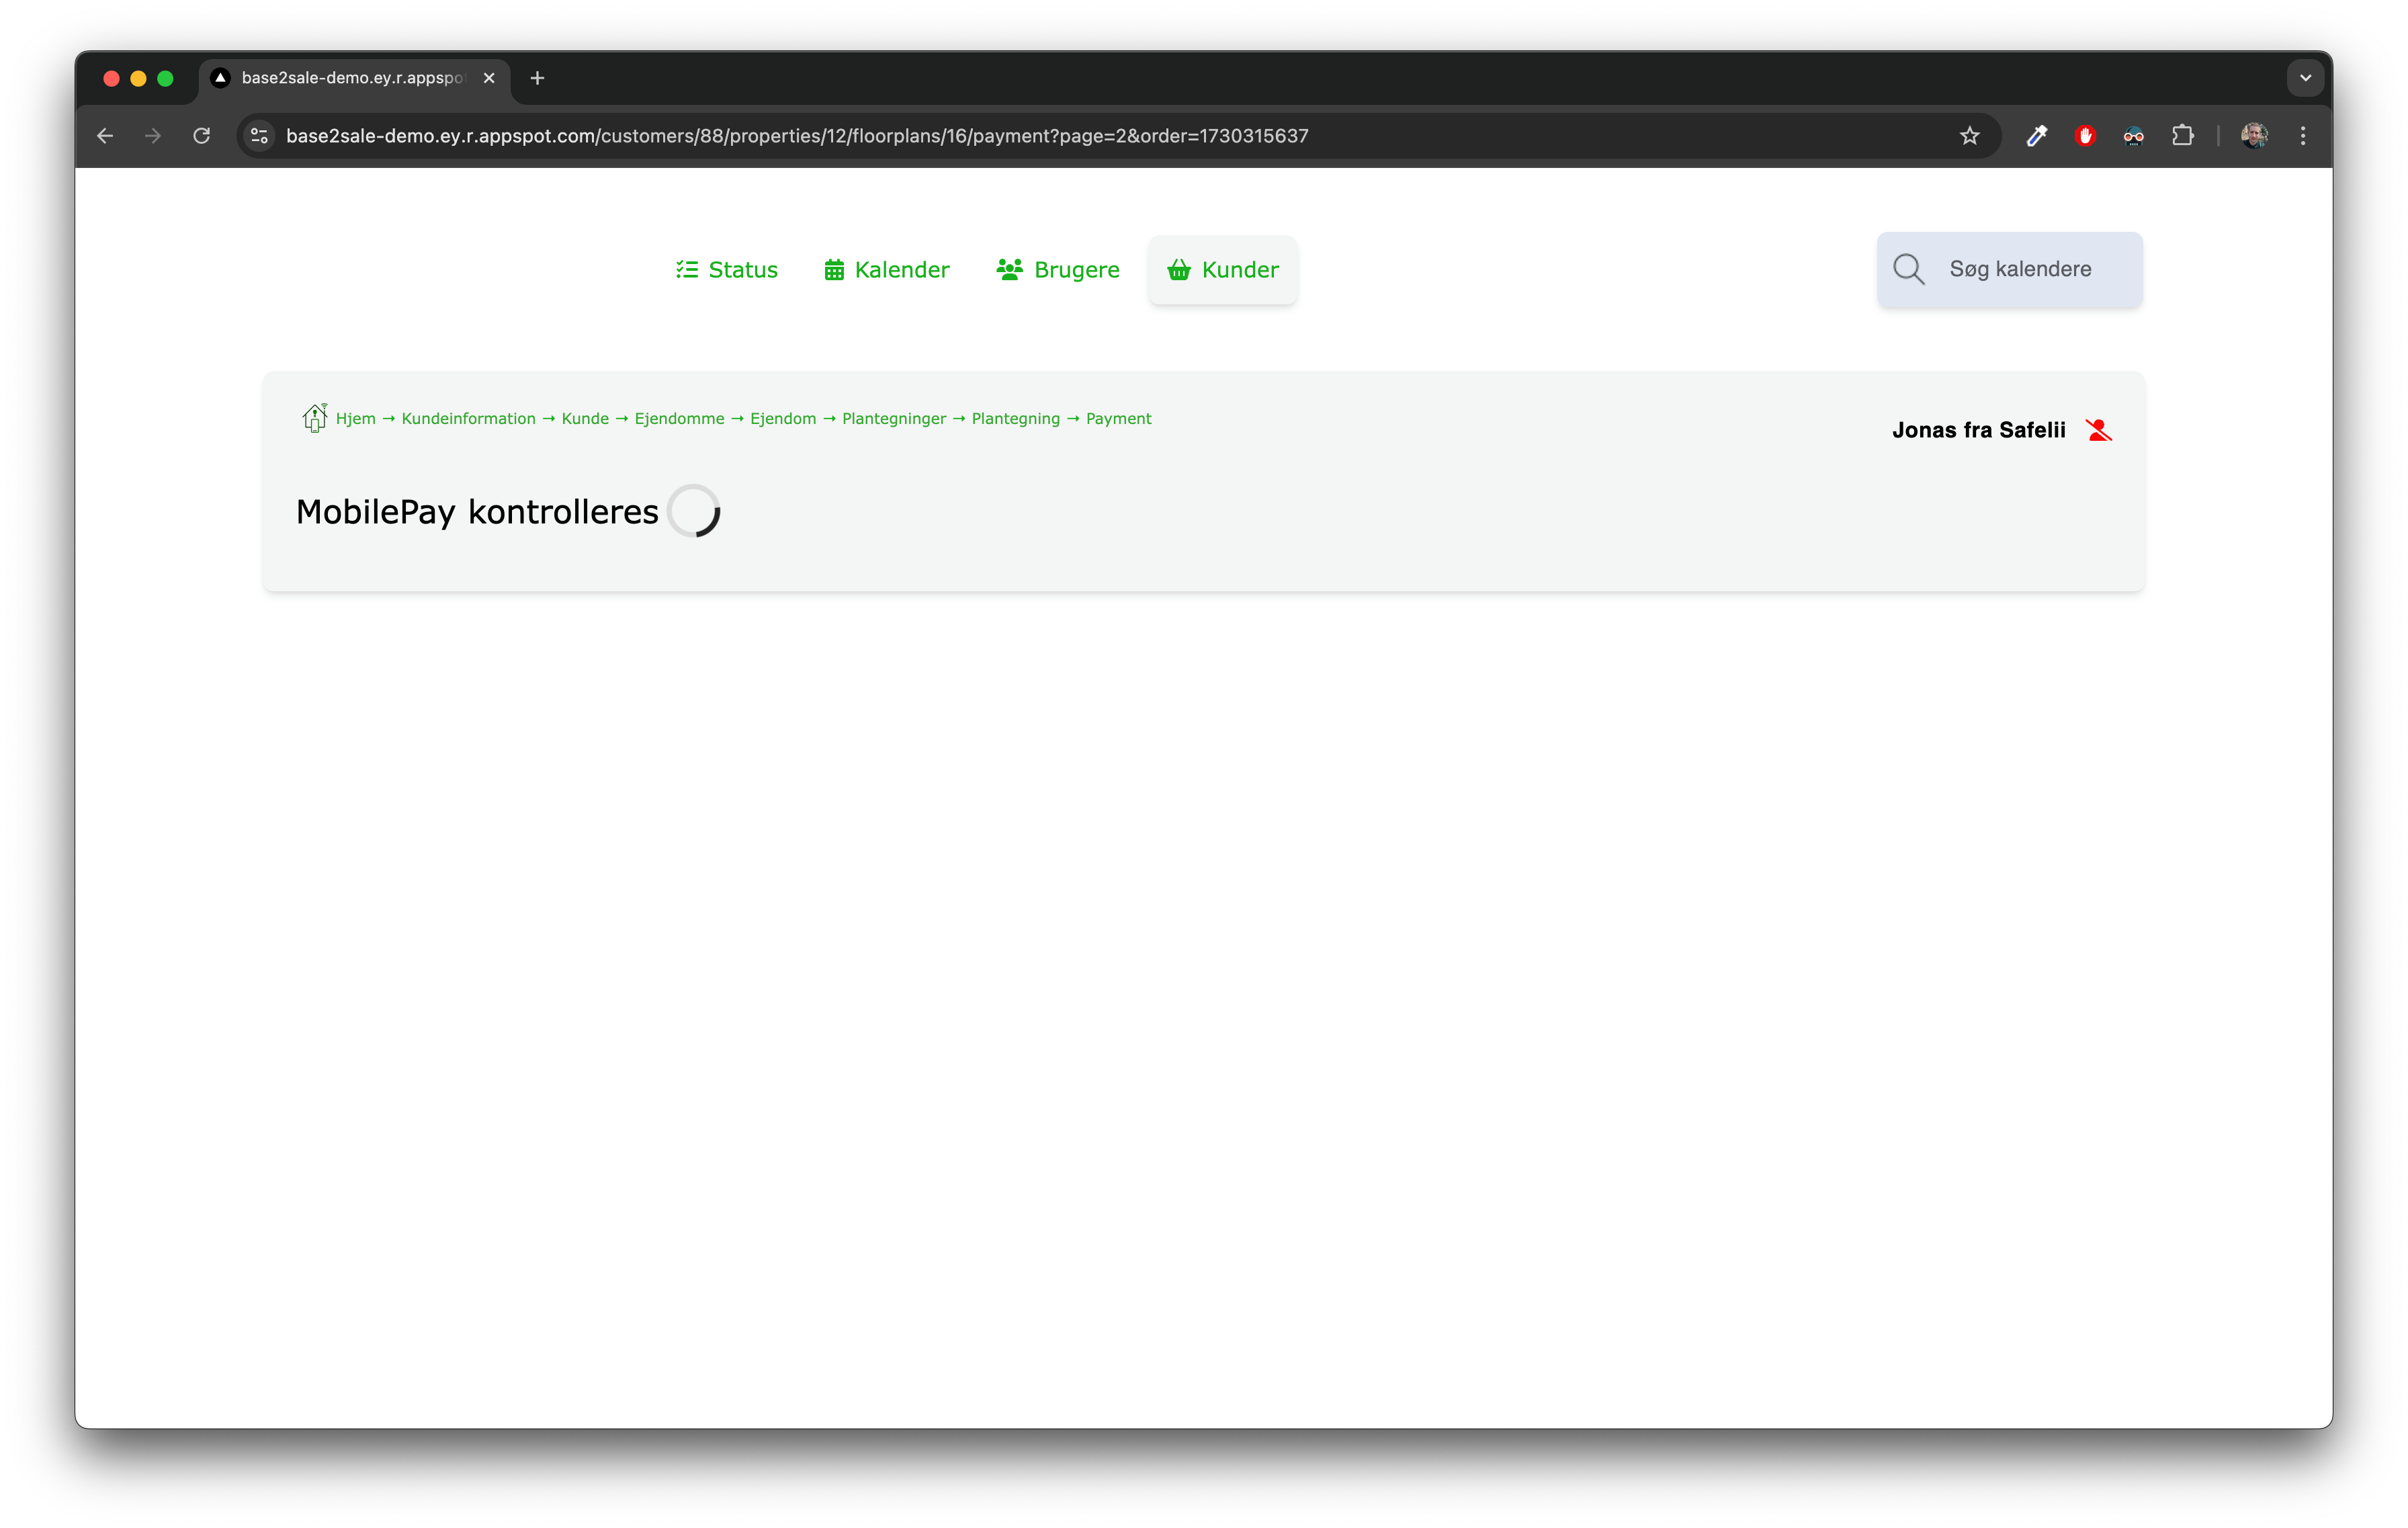 base2sale-demo.ey.r.appspo
base2sale-demo.ey.r.appspot.com/customers/88/properties/12/floorplans/16/payment?page=2&order=1730315637
Status Kalender Brugere Kunder Søg kalendere
Hjem → Kundeinformation → Kunde → Ejendomme → Ejendom → Plantegninger → Plantegning → Payment
Jonas fra Safelii
MobilePay kontrolleres